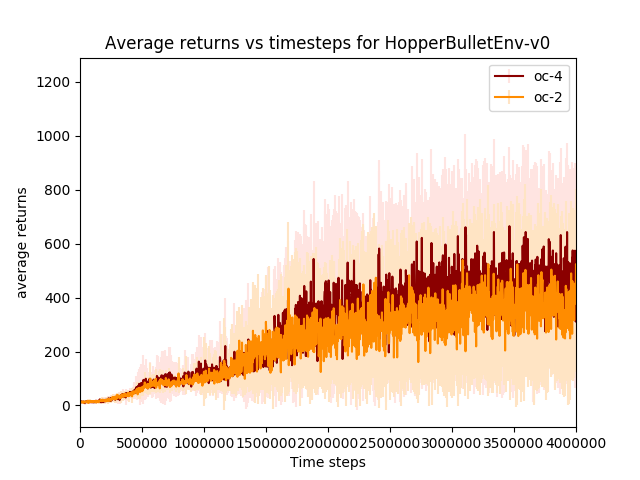 Average returns vs timesteps for HopperBulletEnv-v0
oc-4
oc-2
1200
1000
800
600
400
200
0
average returns
0 500000 1000000 1500000 2000000 2500000 3000000 3500000 4000000
Time steps